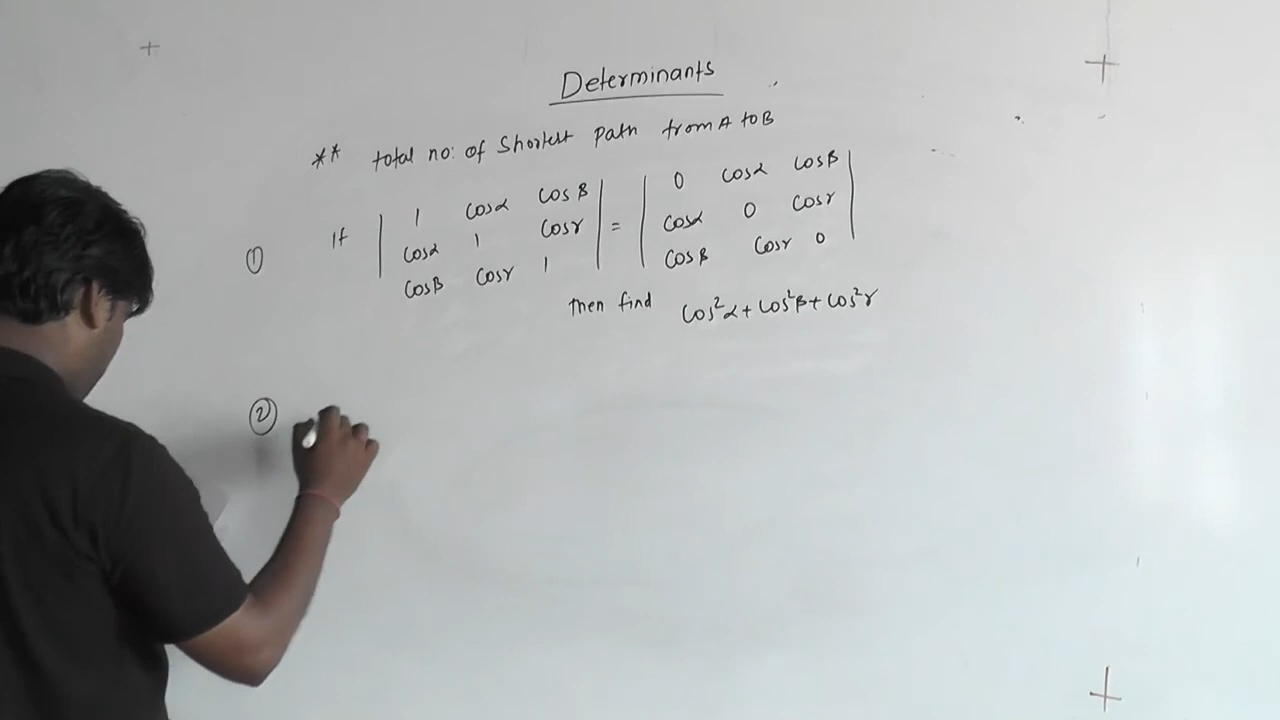 Determinants
** total no: of Shortest Path from A to B
① If | 1 cosα cosβ | = | 0 cosα cosβ |
| cosα 1 cosγ | | cosα 0 cosγ |
| cosβ cosγ 1 | | cosβ cosγ 0 |
then find cos²α + cos²β + cos²γ
②